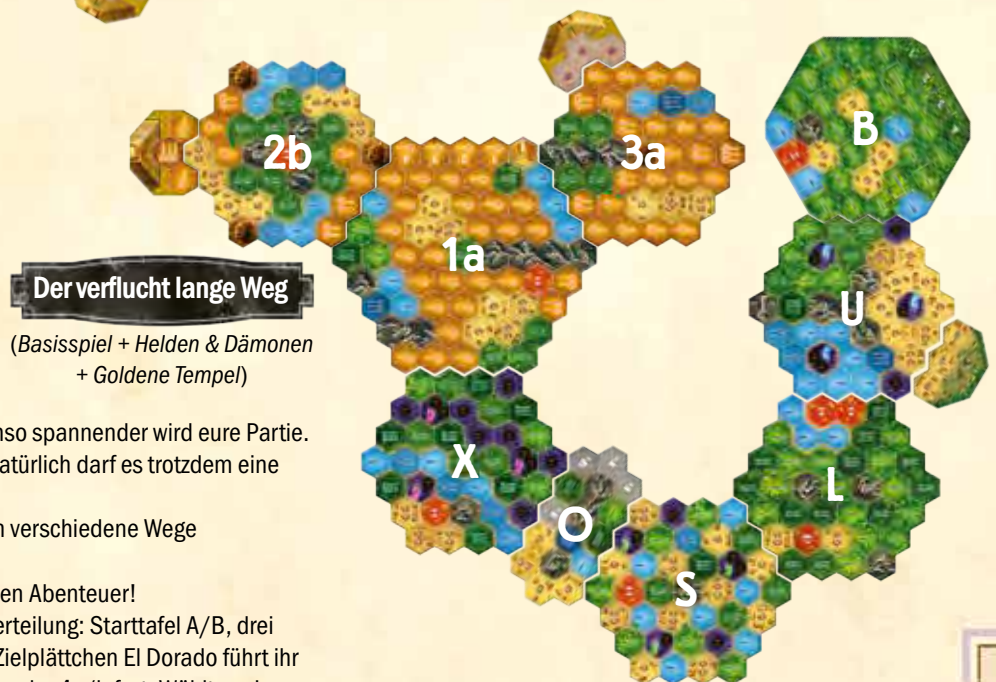 B
2b
3a
1a
U
Der verflucht lange Weg
(Basisspiel + Helden & Dämonen
+ Goldene Tempel)
nso spannender wird eure Partie.
atürlich darf es trotzdem eine
X
L
n verschiedene Wege
O
en Abenteuer!
S
erteilung: Starttafel A/B, drei
Zielplättchen El Dorado führt ihr